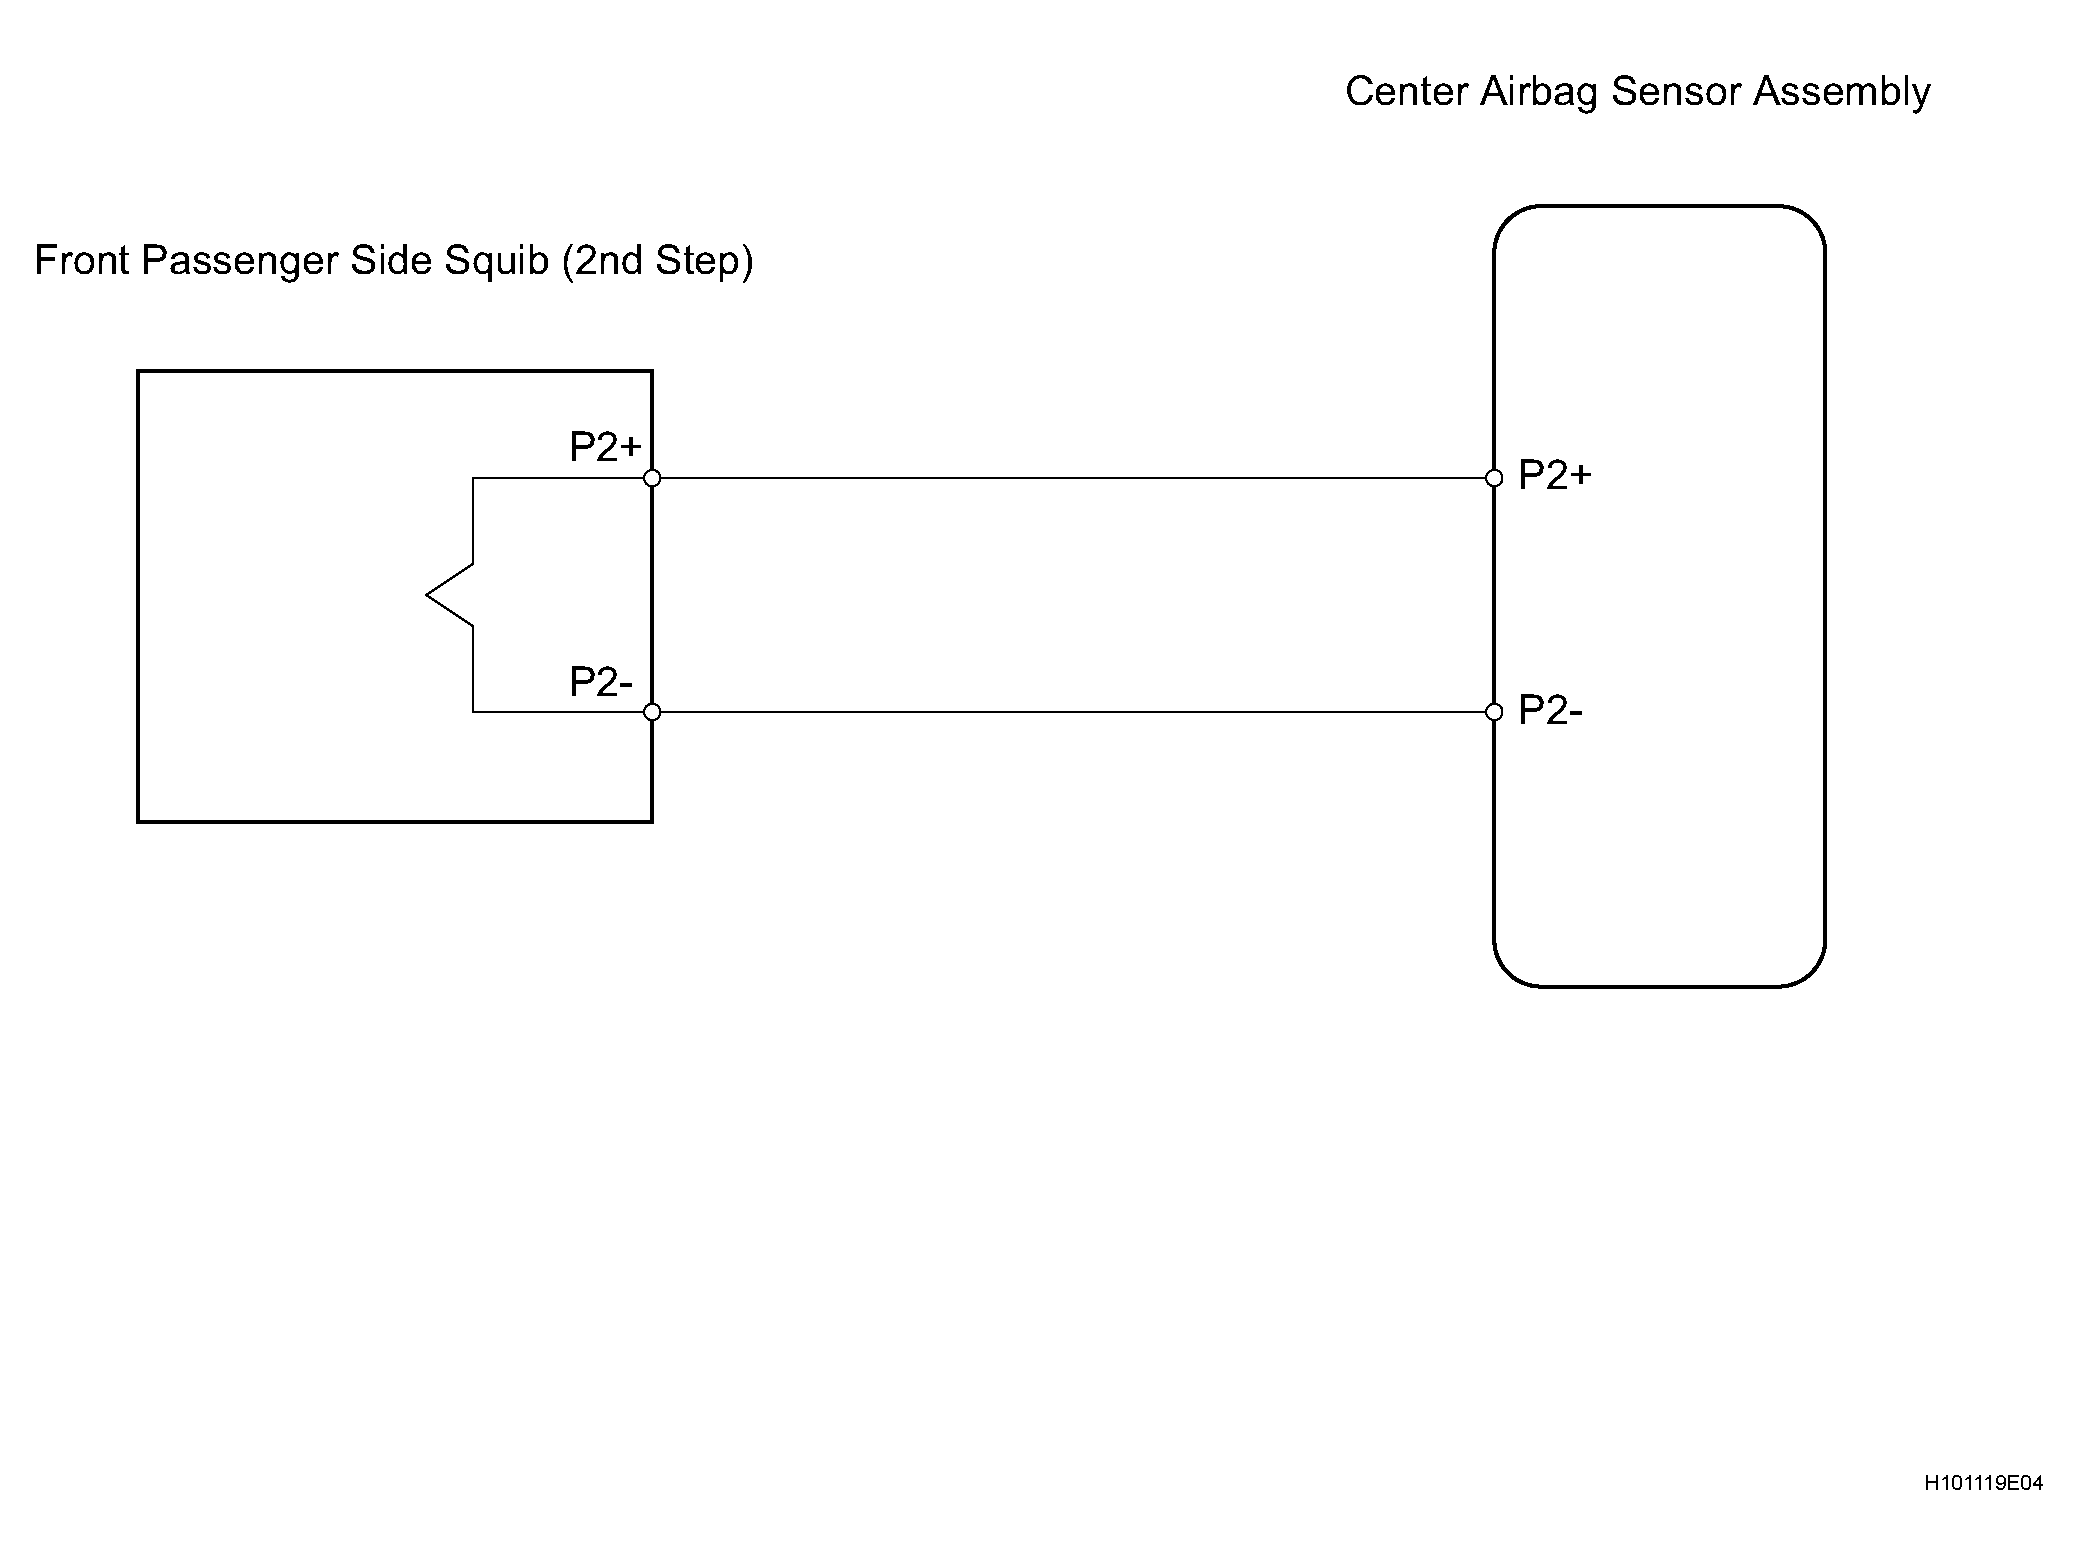 Center Airbag Sensor Assembly
Front Passenger Side Squib (2nd Step)
P2+
P2+
P2-
P2-
H101119E04